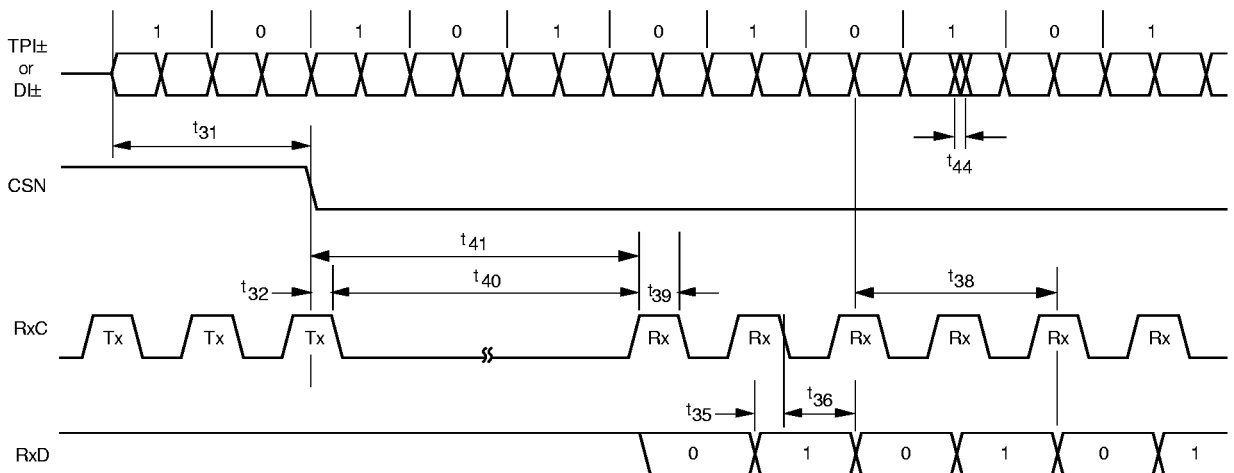 1 0 1 0 1 0 1 0 1 0 1
TPI±
or
DI±
t31
t44
CSN
t41
t32 t40 t39 t38
RxC Tx Tx Tx Rx Rx Rx Rx Rx Rx
t35 t36
RxD 0 1 0 1 0 1